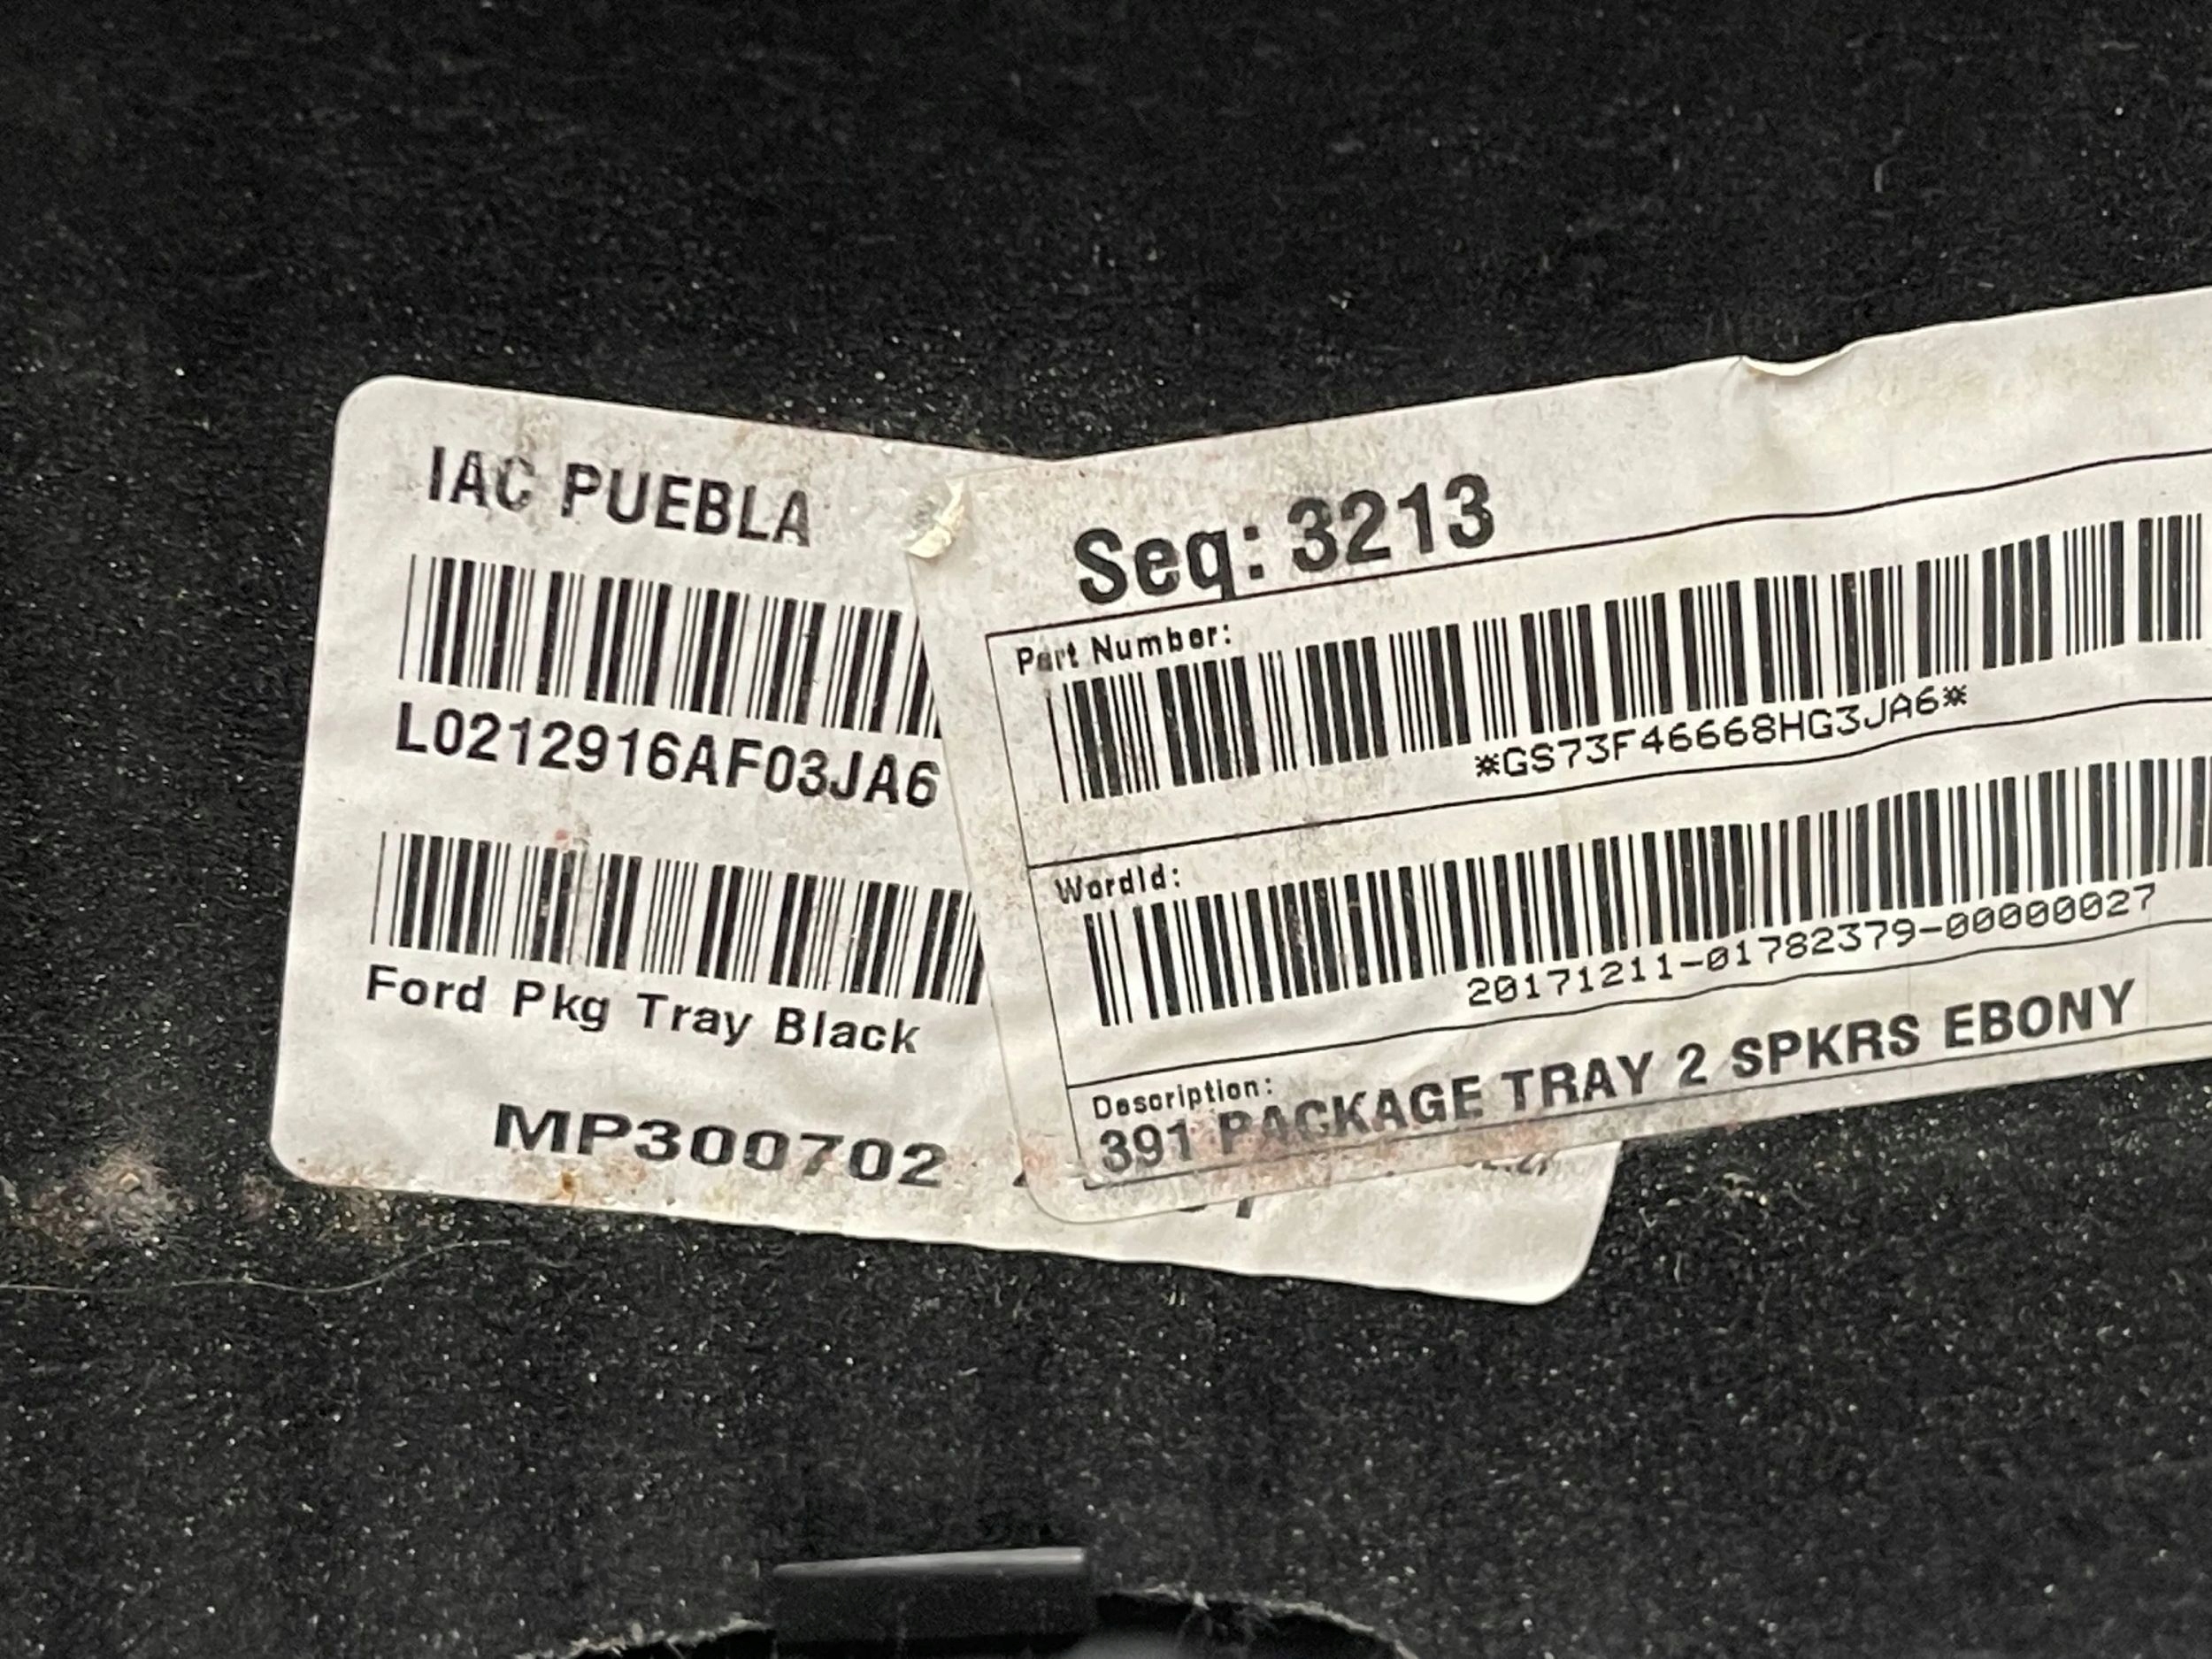 IAC PUEBLA
L0212916AF03JA6
Ford Pkg Tray Black
MP300702
Seq: 3213
Part Number:
*GS73F46668HG3JA6*
WordId:
20171211-01782379-00000027
Description:
391 PACKAGE TRAY 2 SPKRS EBONY